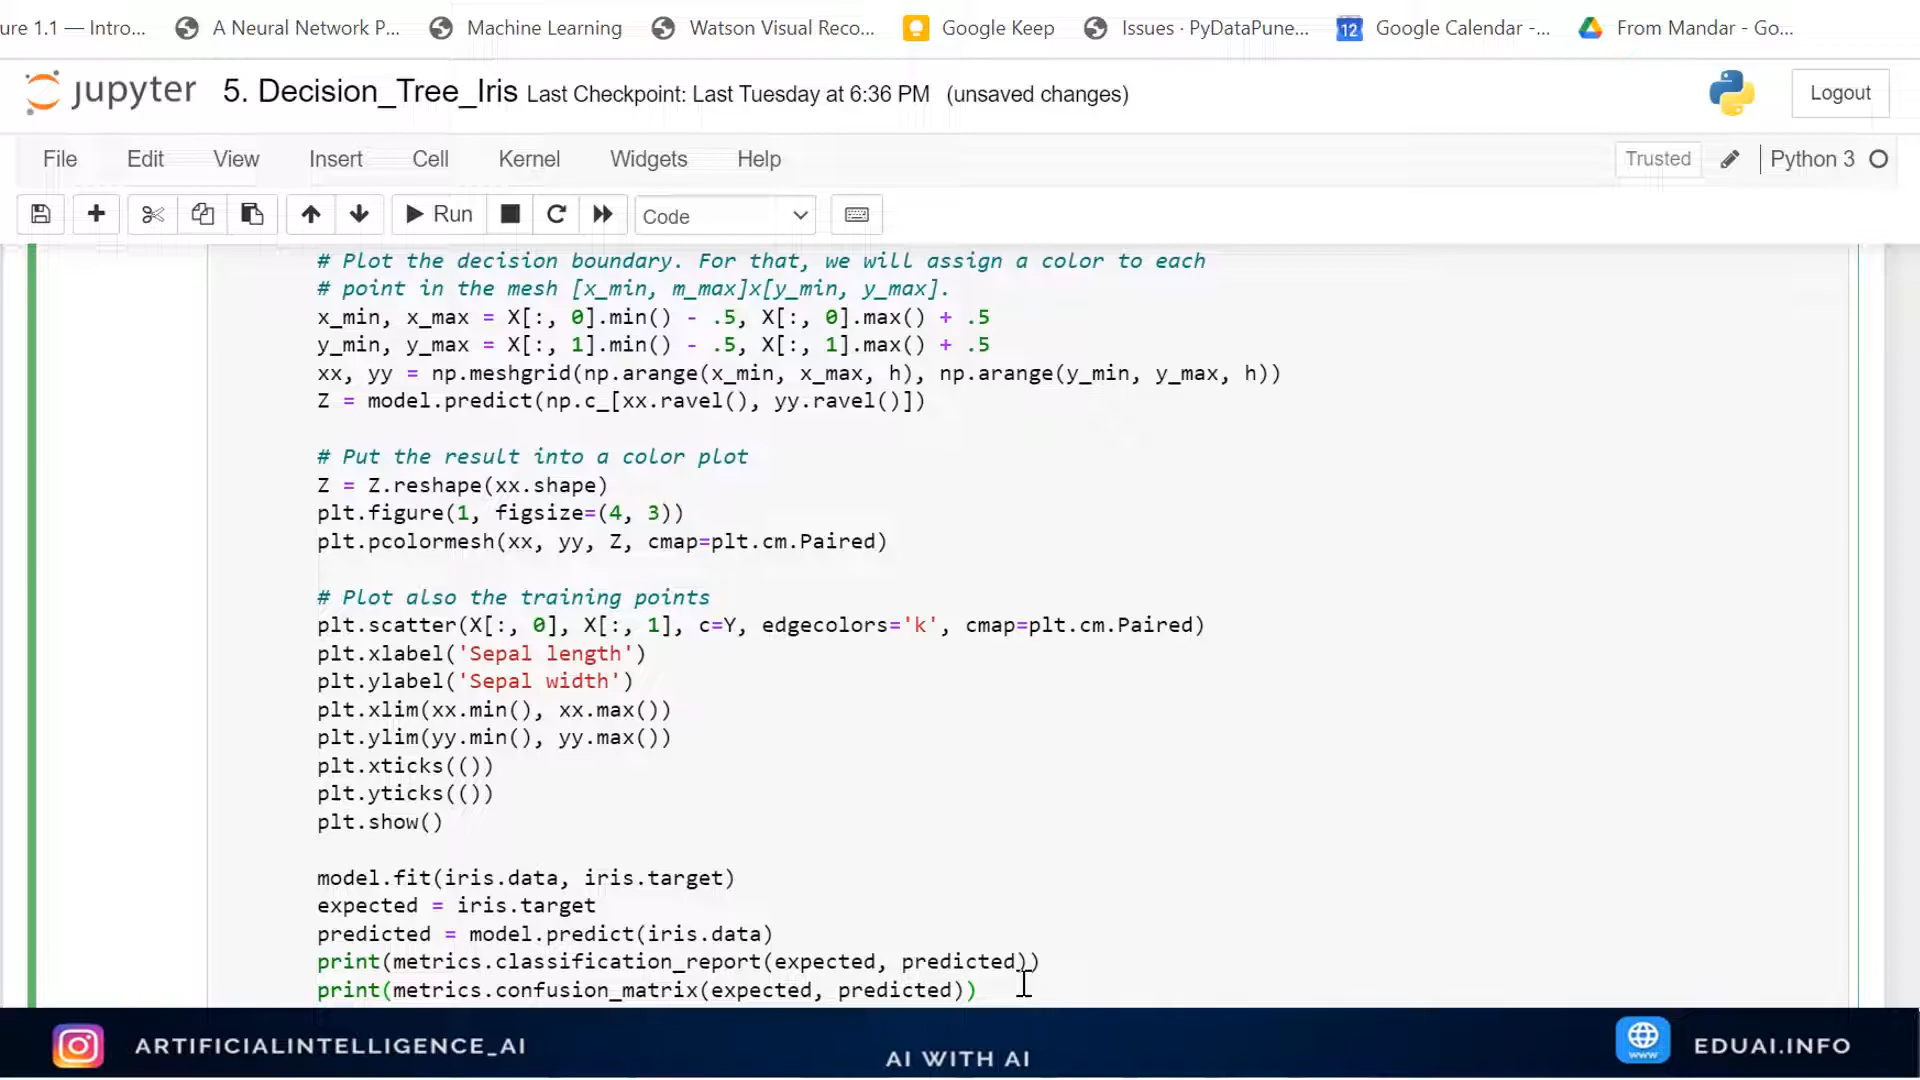 ure 1.1 — Intro...
A Neural Network P...
Machine Learning
Watson Visual Reco...
Google Keep
Issues · PyDataPune...
12
Google Calendar -...
From Mandar - Go...
jupyter 5. Decision_Tree_Iris Last Checkpoint: Last Tuesday at 6:36 PM (unsaved changes)
Logout
File Edit View Insert Cell Kernel Widgets Help
Trusted
Python 3
Run
Code
# Plot the decision boundary. For that, we will assign a color to each
# point in the mesh [x_min, m_max]x[y_min, y_max].
x_min, x_max = X[:, 0].min() - .5, X[:, 0].max() + .5
y_min, y_max = X[:, 1].min() - .5, X[:, 1].max() + .5
xx, yy = np.meshgrid(np.arange(x_min, x_max, h), np.arange(y_min, y_max, h))
Z = model.predict(np.c_[xx.ravel(), yy.ravel()])
# Put the result into a color plot
Z = Z.reshape(xx.shape)
plt.figure(1, figsize=(4, 3))
plt.pcolormesh(xx, yy, Z, cmap=plt.cm.Paired)
# Plot also the training points
plt.scatter(X[:, 0], X[:, 1], c=Y, edgecolors='k', cmap=plt.cm.Paired)
plt.xlabel('Sepal length')
plt.ylabel('Sepal width')
plt.xlim(xx.min(), xx.max())
plt.ylim(yy.min(), yy.max())
plt.xticks(())
plt.yticks(())
plt.show()
model.fit(iris.data, iris.target)
expected = iris.target
predicted = model.predict(iris.data)
print(metrics.classification_report(expected, predicted))
print(metrics.confusion_matrix(expected, predicted))
ARTIFICIALINTELLIGENCE_AI
AI WITH AI
www
EDUAI.INFO